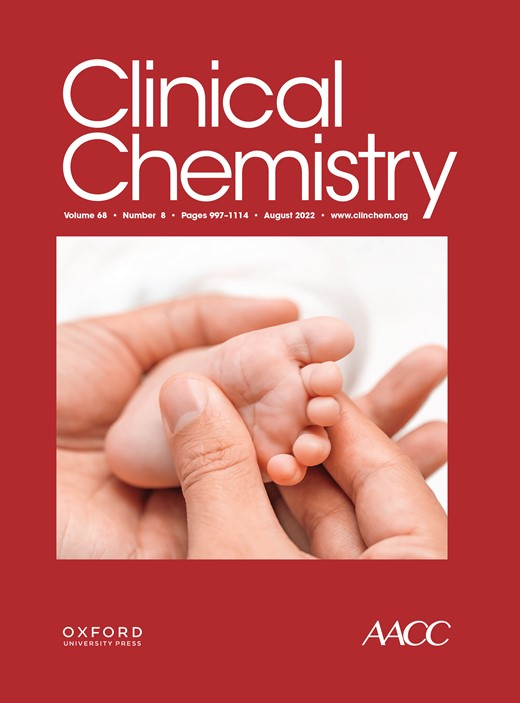 Clinical
Chemistry
Volume 68 • Number 8 • Pages 997–1114 • August 2022 • www.clinchem.org
OXFORD
UNIVERSITY PRESS
AACC